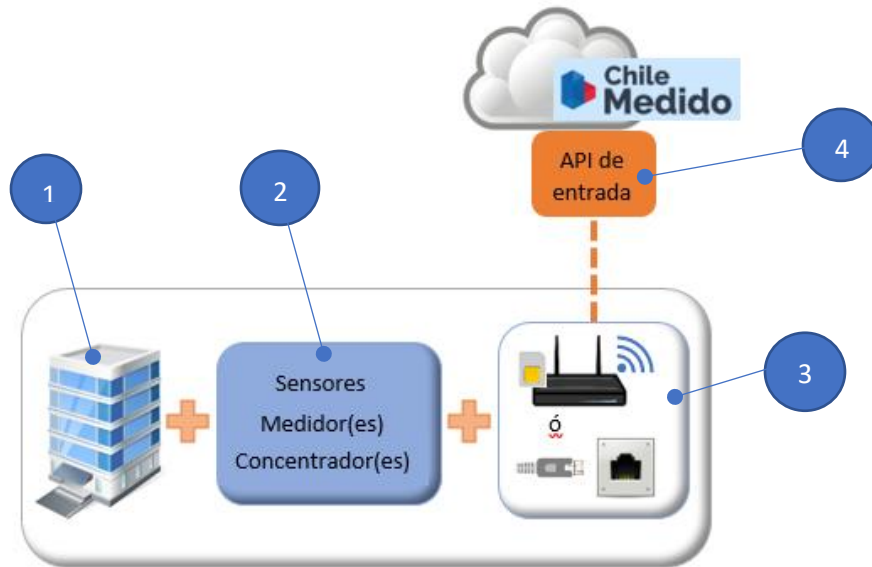 Chile
Medido
API de
entrada
4
1
2
Sensores
Medidor(es)
Concentrador(es)
ó
3